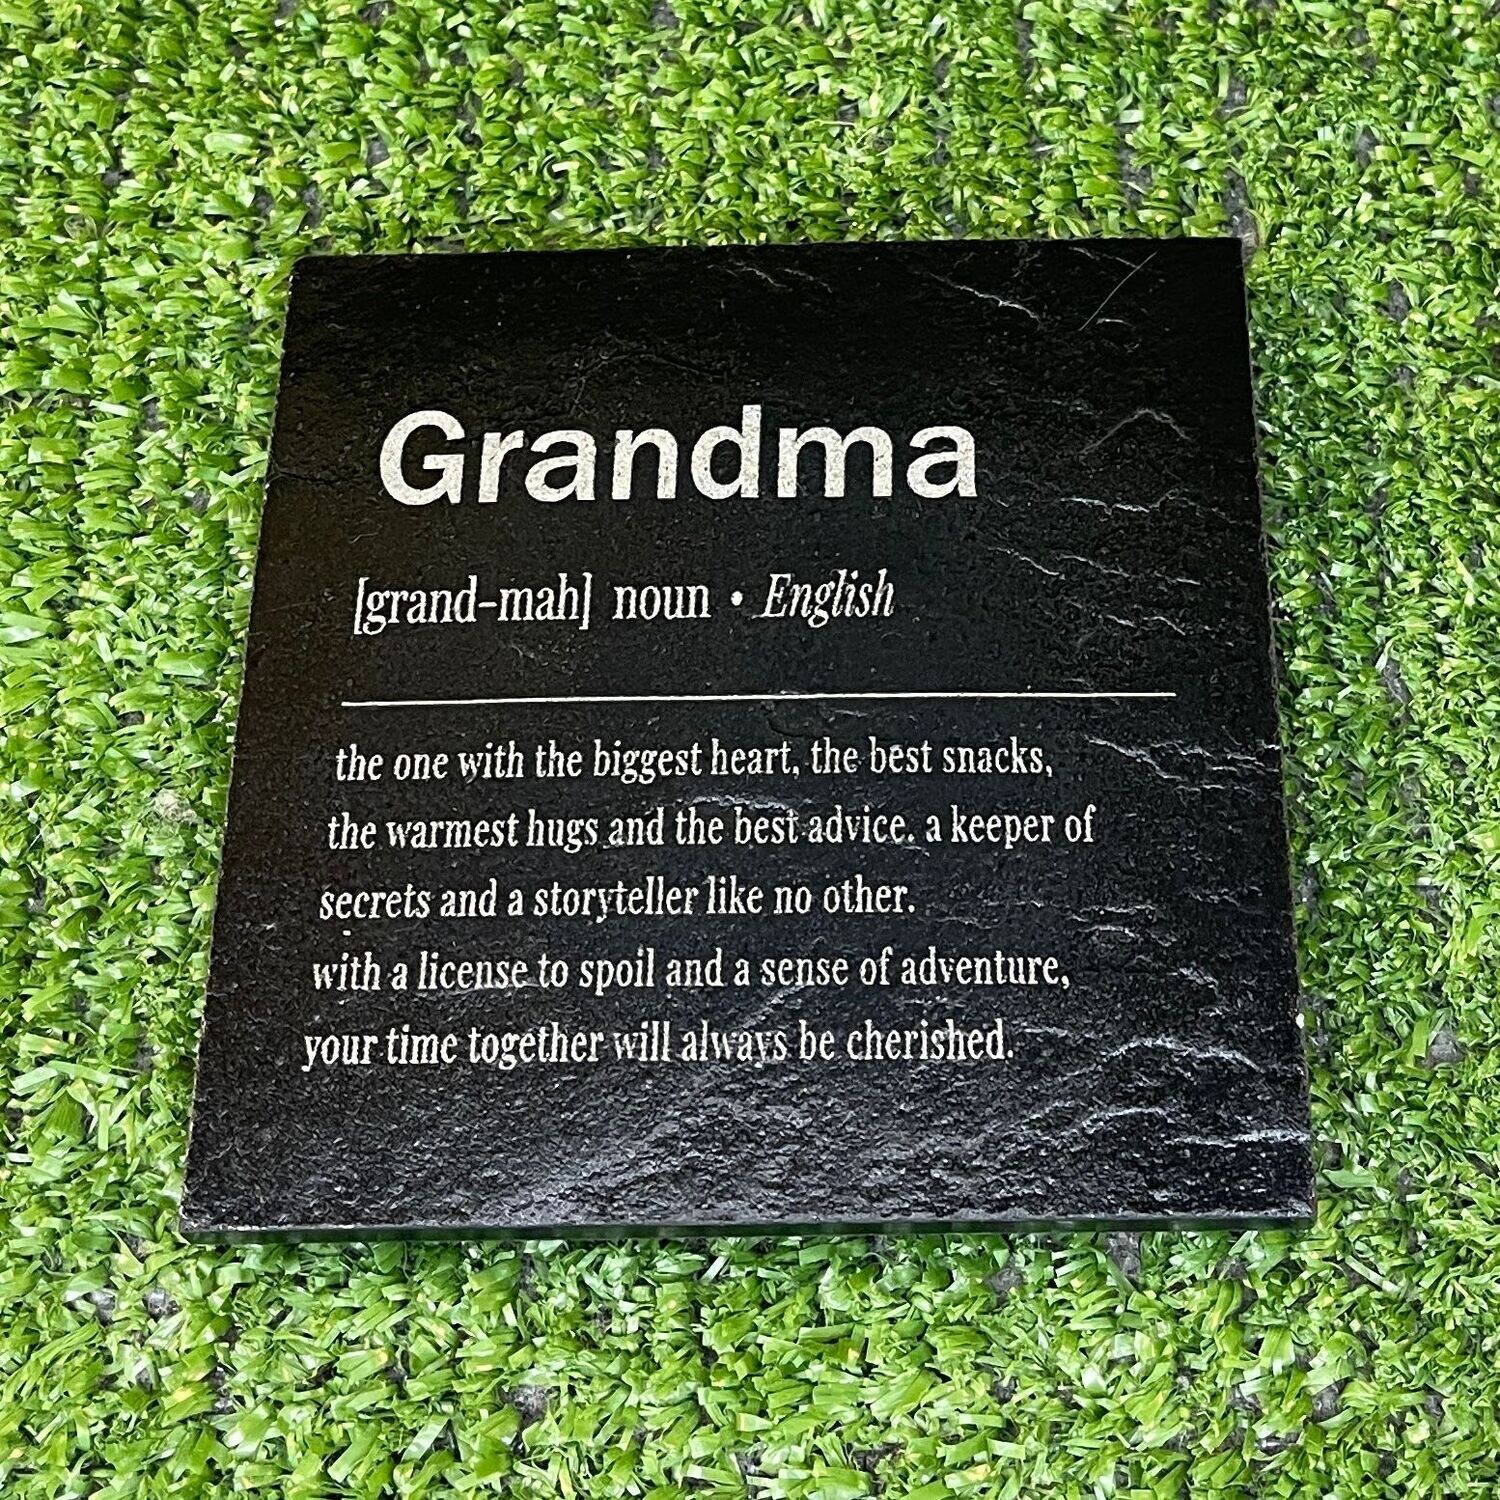 Grandma
[grand-mah] noun • English
the one with the biggest heart, the best snacks,
the warmest hugs and the best advice. a keeper of
secrets and a storyteller like no other.
with a license to spoil and a sense of adventure,
your time together will always be cherished.